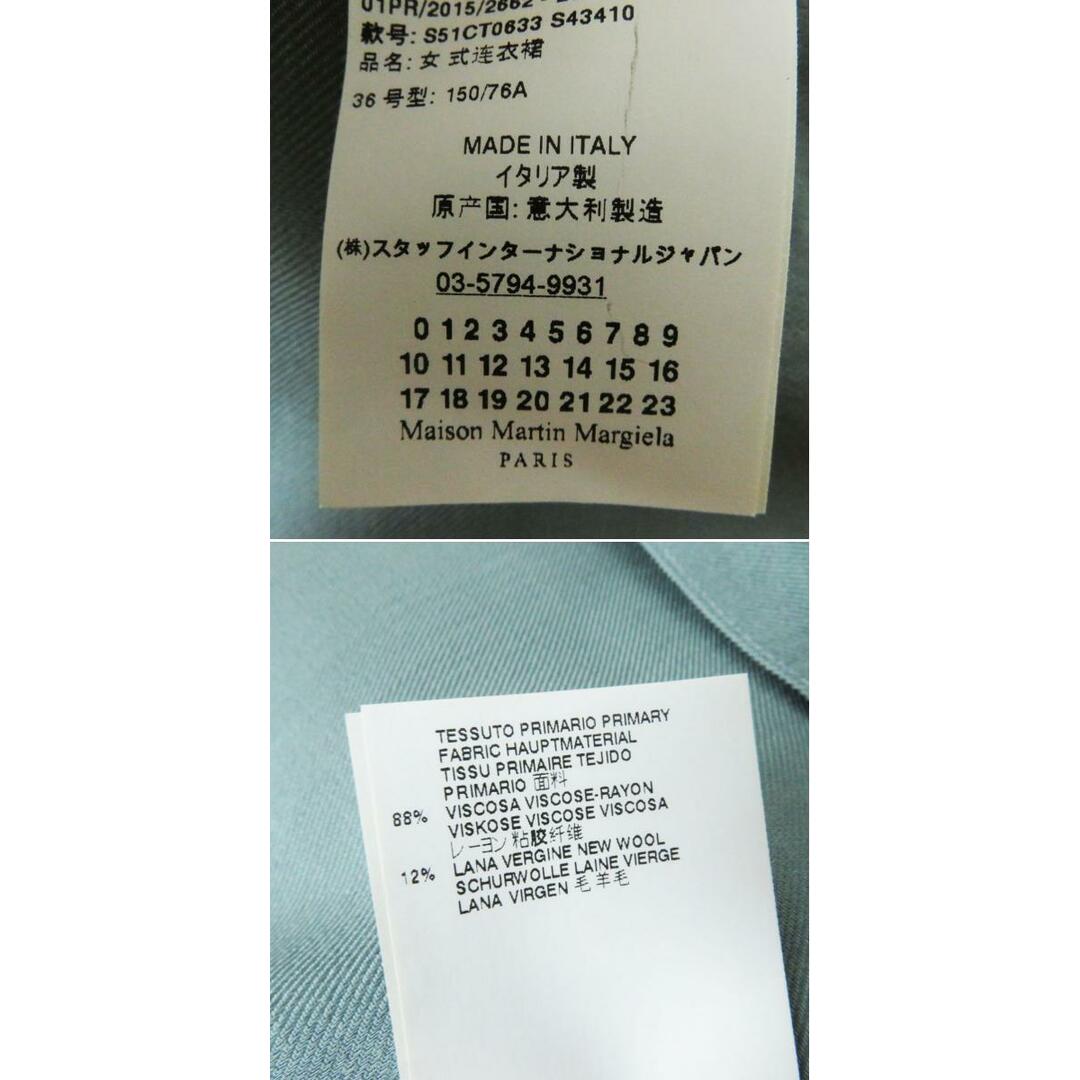 01PR/2015/2662
款号: S51CT0633 S43410
品名: 女 式连衣裙
36 号型: 150/76A
MADE IN ITALY
イタリア製
原产国: 意大利製造
(株)スタッフインターナショナルジャパン
03-5794-9931
0 1 2 3 4 5 6 7 8 9
10 11 12 13 14 15 16
17 18 19 20 21 22 23
Maison Martin Margiela
PARIS
TESSUTO PRIMARIO PRIMARY
FABRIC HAUPTMATERIAL
TISSU PRIMAIRE TEJIDO
PRIMARIO 面料
88% VISCOSA VISCOSE-RAYON
VISKOSE VISCOSE VISCOSA
レーヨン 粘胶纤维
12% LANA VERGINE NEW WOOL
SCHURWOLLE LAINE VIERGE
LANA VIRGEN 毛 羊毛